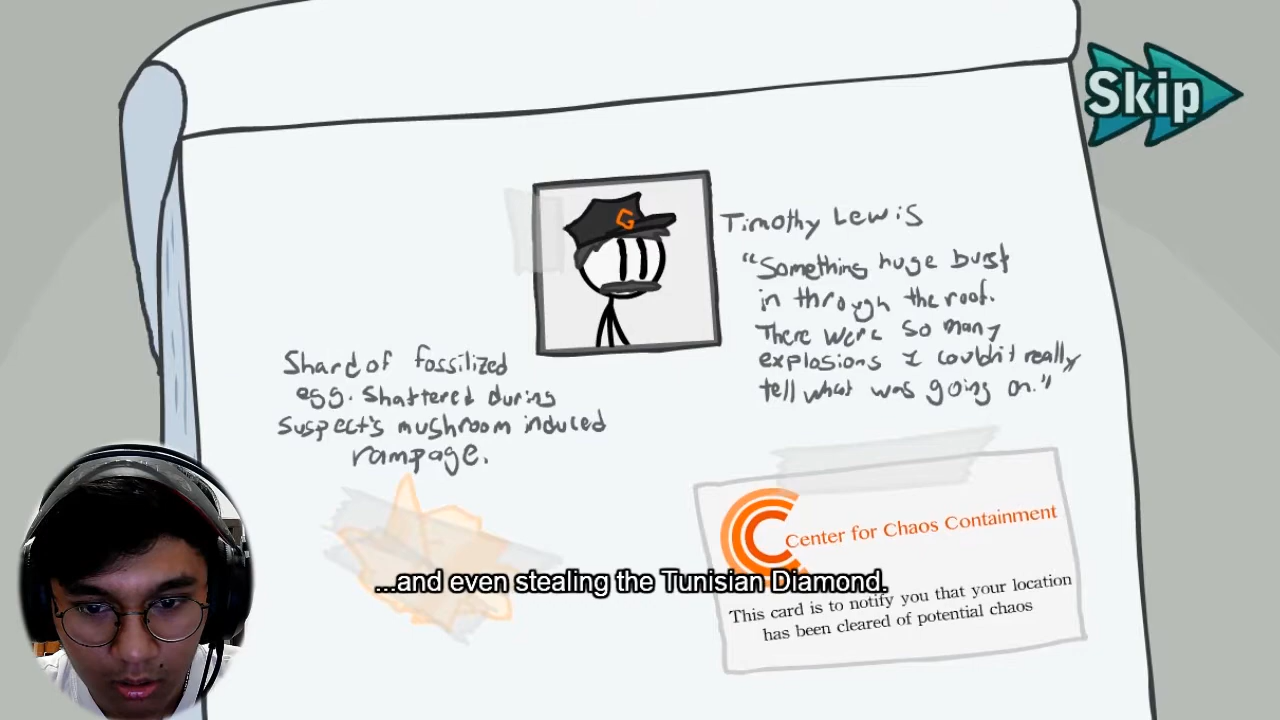 Skip
G
Timothy Lewis
"Something huge burst
in through the roof.
There were so many
explosions I couldn't really
tell what was going on."
Shard of fossilized
egg. Shattered during
suspect's mushroom induced
rampage.
Center for Chaos Containment
This card is to notify you that your location
has been cleared of potential chaos
...and even stealing the Tunisian Diamond.